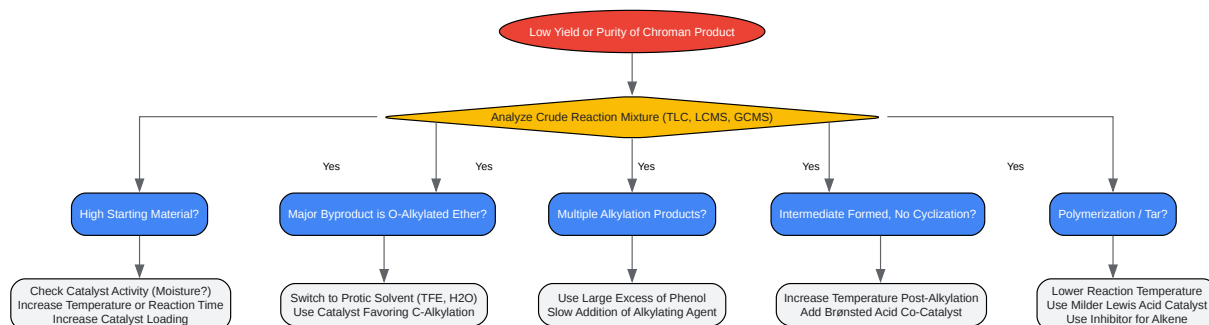 Low Yield or Purity of Chroman Product
Analyze Crude Reaction Mixture (TLC, LCMS, GCMS)
Yes
Yes
Yes
Yes
Yes
High Starting Material?
Major Byproduct is O-Alkylated Ether?
Multiple Alkylation Products?
Intermediate Formed, No Cyclization?
Polymerization / Tar?
Check Catalyst Activity (Moisture?)
Increase Temperature or Reaction Time
Increase Catalyst Loading
Switch to Protic Solvent (TFE, H2O)
Use Catalyst Favoring C-Alkylation
Use Large Excess of Phenol
Slow Addition of Alkylating Agent
Increase Temperature Post-Alkylation
Add Brønsted Acid Co-Catalyst
Lower Reaction Temperature
Use Milder Lewis Acid Catalyst
Use Inhibitor for Alkene